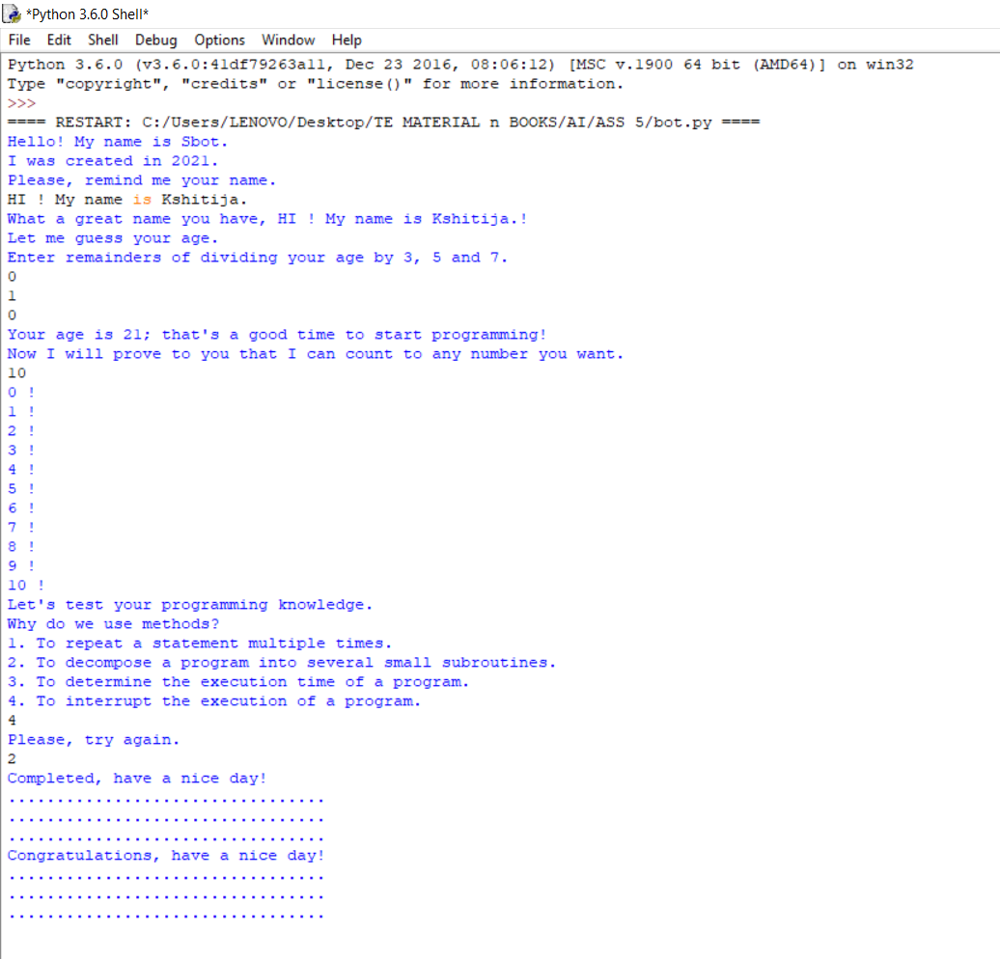 *Python 3.6.0 Shell*
File Edit Shell Debug Options Window Help
Python 3.6.0 (v3.6.0:41df79263a11, Dec 23 2016, 08:06:12) [MSC v.1900 64 bit (AMD64)] on win32
Type "copyright", "credits" or "license()" for more information.
>>>
==== RESTART: C:/Users/LENOVO/Desktop/TE MATERIAL n BOOKS/AI/ASS 5/bot.py ====
Hello! My name is Sbot.
I was created in 2021.
Please, remind me your name.
HI ! My name is Kshitija.
What a great name you have, HI ! My name is Kshitija.!
Let me guess your age.
Enter remainders of dividing your age by 3, 5 and 7.
0
1
0
Your age is 21; that's a good time to start programming!
Now I will prove to you that I can count to any number you want.
10
0 !
1 !
2 !
3 !
4 !
5 !
6 !
7 !
8 !
9 !
10 !
Let's test your programming knowledge.
Why do we use methods?
1. To repeat a statement multiple times.
2. To decompose a program into several small subroutines.
3. To determine the execution time of a program.
4. To interrupt the execution of a program.
4
Please, try again.
2
Completed, have a nice day!
.................................
.................................
.................................
Congratulations, have a nice day!
.................................
.................................
.................................